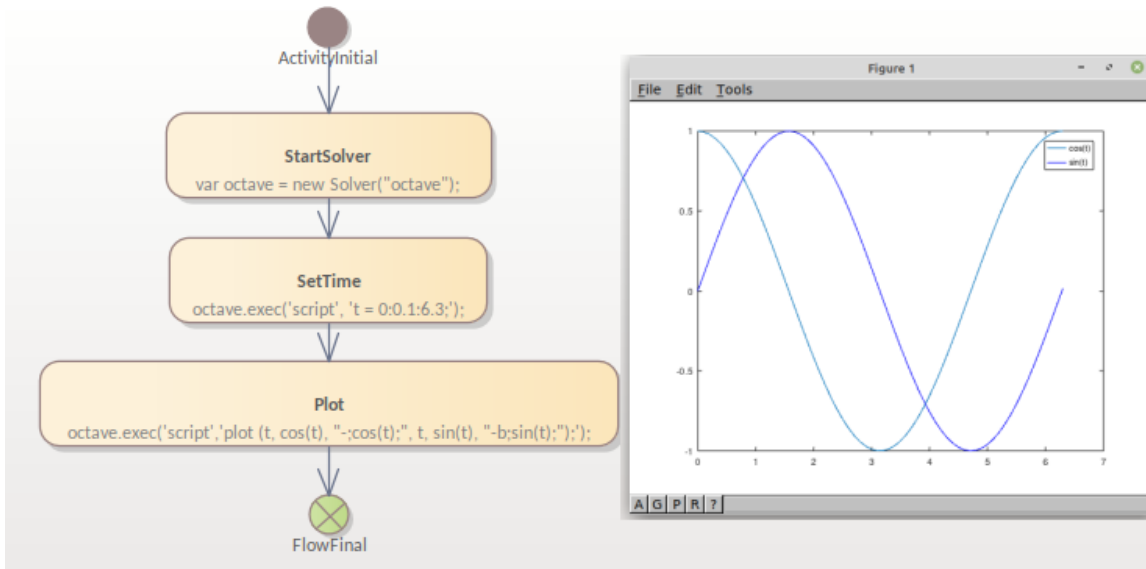 ActivityInitial
StartSolver
var octave = new Solver("octave");
SetTime
octave.exec('script', 't = 0:0.1:6.3;');
Plot
octave.exec('script','plot (t, cos(t), "-;cos(t);", t, sin(t), "-b;sin(t);");');
FlowFinal
Figure 1
File Edit Tools
1
0.5
0
-0.5
-1
0 1 2 3 4 5 6 7
cos(t)
sin(t)
A G P R ?